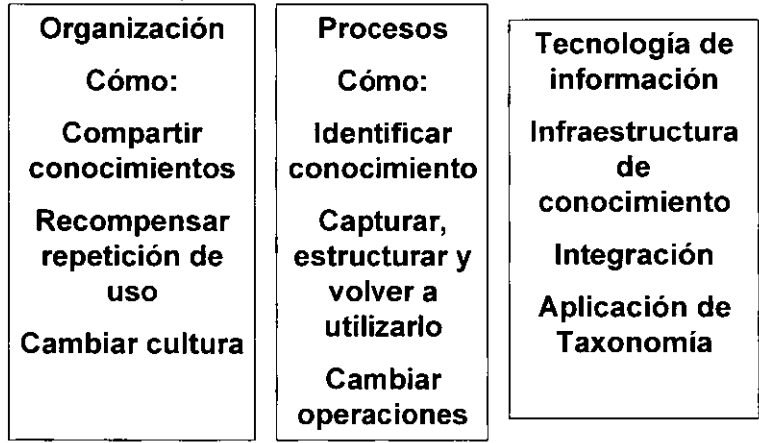 Organización
Cómo:
Compartir
conocimientos
Recompensar
repetición de
uso
Cambiar cultura
Procesos
Cómo:
Identificar
conocimiento
Capturar,
estructurar y
volver a
utilizarlo
Cambiar
operaciones
Tecnología de
información
Infraestructura
de
conocimiento
Integración
Aplicación de
Taxonomía